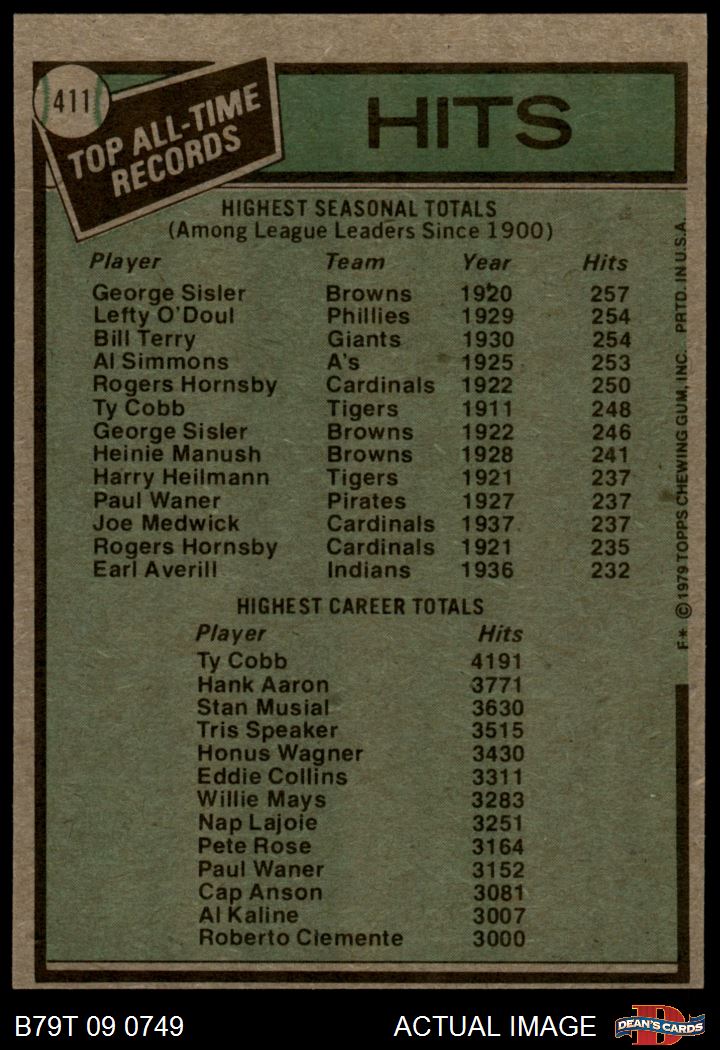 411
TOP ALL-TIME
RECORDS
HITS
HIGHEST SEASONAL TOTALS
(Among League Leaders Since 1900)
Player Team Year Hits
George Sisler Browns 1920 257
Lefty O'Doul Phillies 1929 254
Bill Terry Giants 1930 254
Al Simmons A's 1925 253
Rogers Hornsby Cardinals 1922 250
Ty Cobb Tigers 1911 248
George Sisler Browns 1922 246
Heinie Manush Browns 1928 241
Harry Heilmann Tigers 1921 237
Paul Waner Pirates 1927 237
Joe Medwick Cardinals 1937 237
Rogers Hornsby Cardinals 1921 235
Earl Averill Indians 1936 232
HIGHEST CAREER TOTALS
Player Hits
Ty Cobb 4191
Hank Aaron 3771
Stan Musial 3630
Tris Speaker 3515
Honus Wagner 3430
Eddie Collins 3311
Willie Mays 3283
Nap Lajoie 3251
Pete Rose 3164
Paul Waner 3152
Cap Anson 3081
Al Kaline 3007
Roberto Clemente 3000
F* © 1979 TOPPS CHEWING GUM, INC. PRTD. IN U.S.A.
B79T 09 0749 ACTUAL IMAGE
D
DEAN'S CARDS